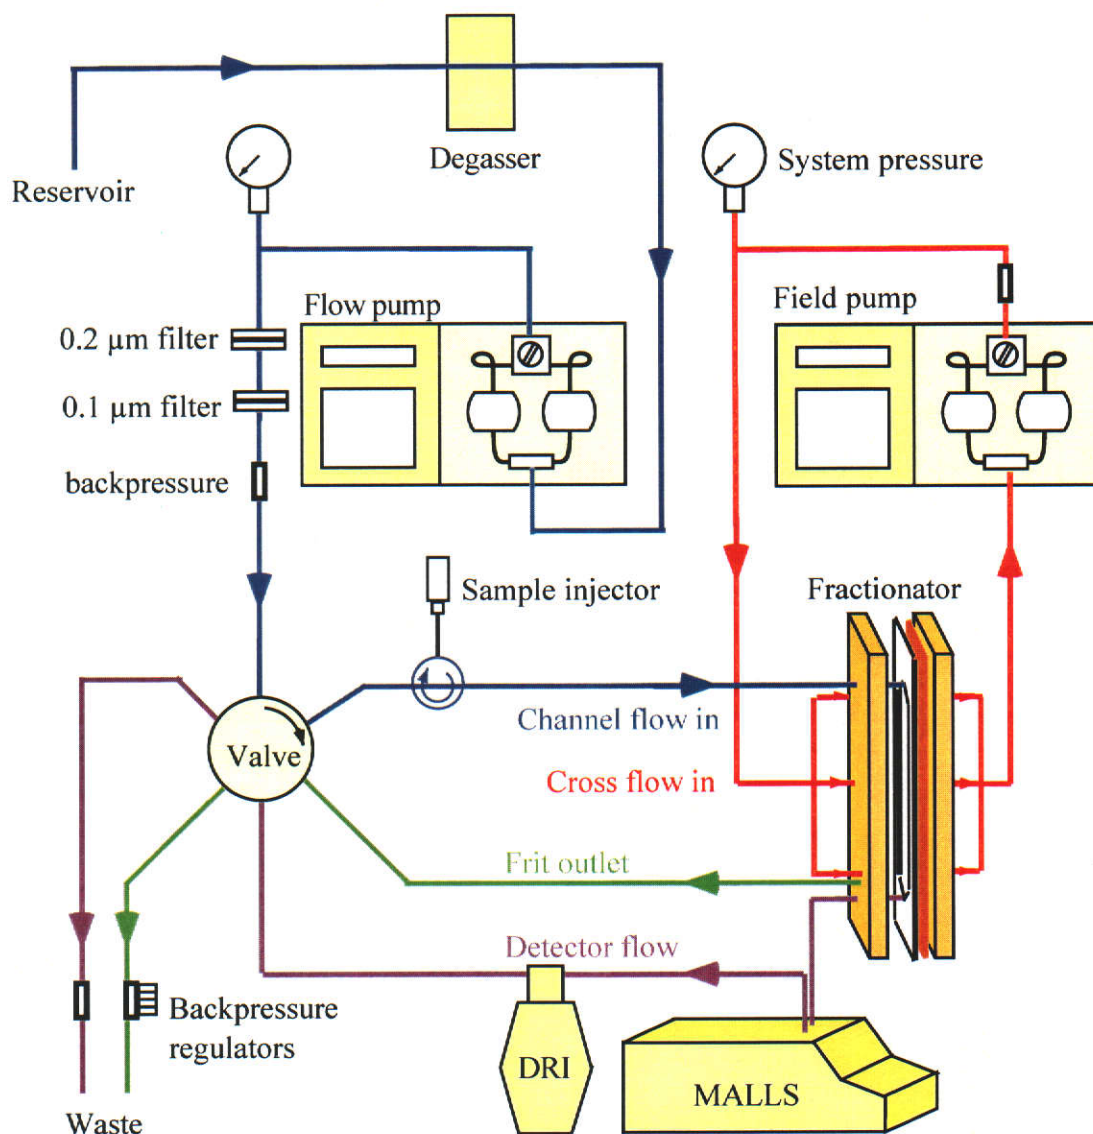 Degasser
Reservoir
System pressure
Flow pump
Field pump
0.2 µm filter
0.1 µm filter
backpressure
Sample injector
Fractionator
Channel flow in
Valve
Cross flow in
Frit outlet
Detector flow
Backpressure
regulators
DRI
MALLS
Waste